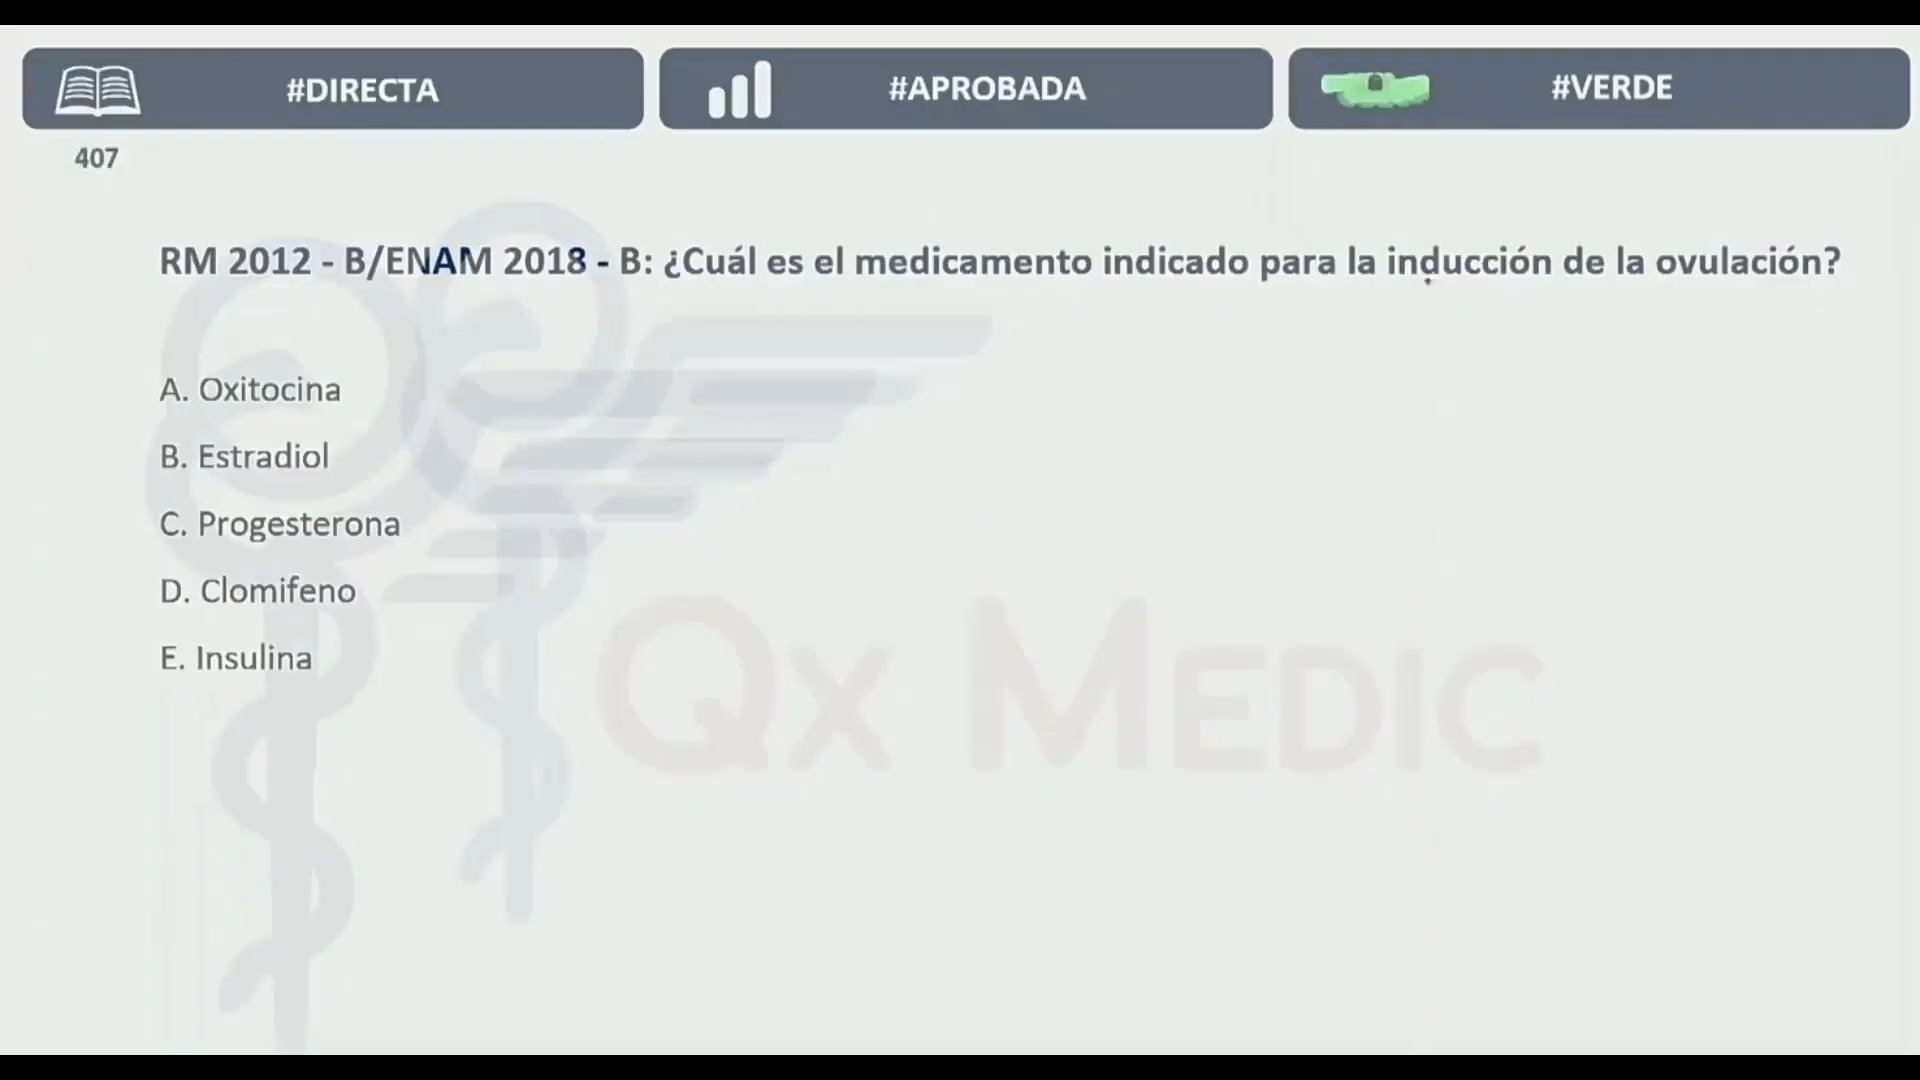 #DIRECTA
#APROBADA
#VERDE
407
RM 2012 - B/ENAM 2018 - B: ¿Cuál es el medicamento indicado para la inducción de la ovulación?
A. Oxitocina
B. Estradiol
C. Progesterona
D. Clomifeno
E. Insulina
QX MEDIC